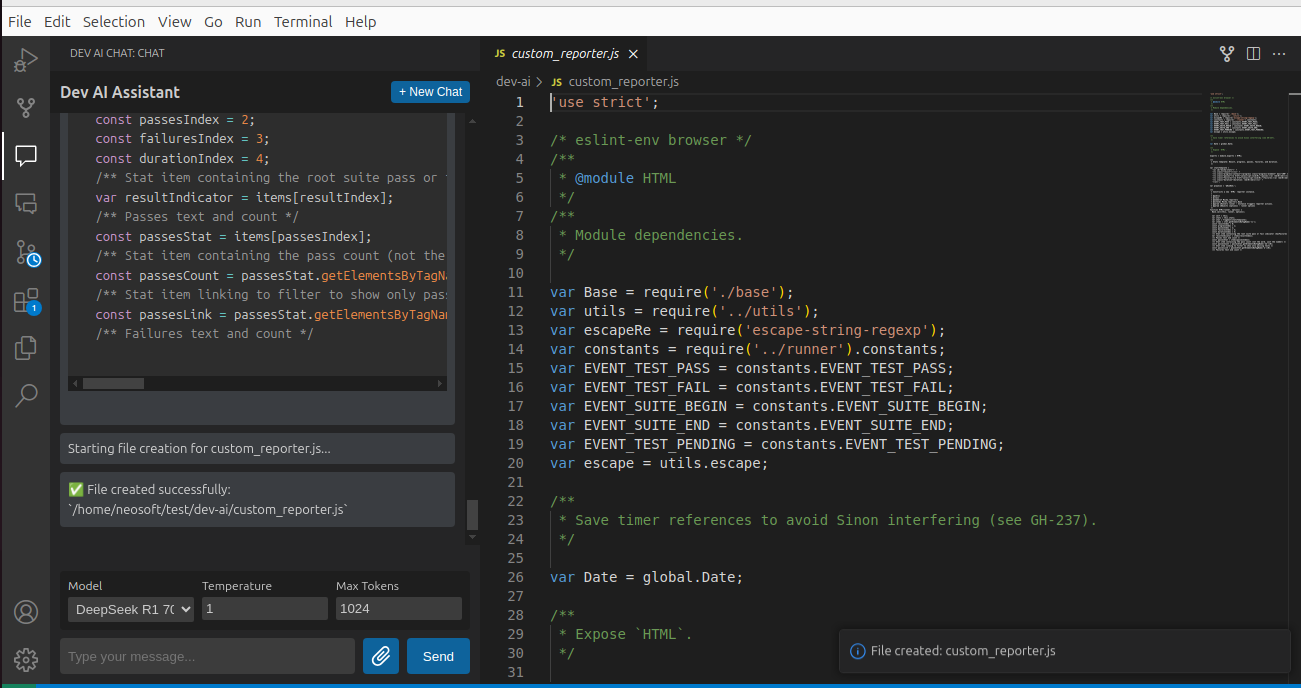 File Edit Selection View Go Run Terminal Help
DEV AI CHAT: CHAT
Dev AI Assistant
+ New Chat
const passesIndex = 2;
const failuresIndex = 3;
const durationIndex = 4;
/** Stat item containing the root suite pass or
var resultIndicator = items[resultIndex];
/** Passes text and count */
const passesStat = items[passesIndex];
/** Stat item containing the pass count (not the
const passesCount = passesStat.getElementsByTagNa
/** Stat item linking to filter to show only pas
const passesLink = passesStat.getElementsByTagNam
/** Failures text and count */
Starting file creation for custom_reporter.js...
✅ File created successfully:
`/home/neosoft/test/dev-ai/custom_reporter.js`
Model Temperature Max Tokens
DeepSeek R1 70 1 1024
Type your message...
Send
1
JS custom_reporter.js ×
dev-ai > JS custom_reporter.js
1 'use strict';
2
3 /* eslint-env browser */
4 /**
5 * @module HTML
6 */
7 /**
8 * Module dependencies.
9 */
10
11 var Base = require('./base');
12 var utils = require('../utils');
13 var escapeRe = require('escape-string-regexp');
14 var constants = require('../runner').constants;
15 var EVENT_TEST_PASS = constants.EVENT_TEST_PASS;
16 var EVENT_TEST_FAIL = constants.EVENT_TEST_FAIL;
17 var EVENT_SUITE_BEGIN = constants.EVENT_SUITE_BEGIN;
18 var EVENT_SUITE_END = constants.EVENT_SUITE_END;
19 var EVENT_TEST_PENDING = constants.EVENT_TEST_PENDING;
20 var escape = utils.escape;
21
22 /**
23 * Save timer references to avoid Sinon interfering (see GH-237).
24 */
25
26 var Date = global.Date;
27
28 /**
29 * Expose `HTML`.
30 */
31
File created: custom_reporter.js